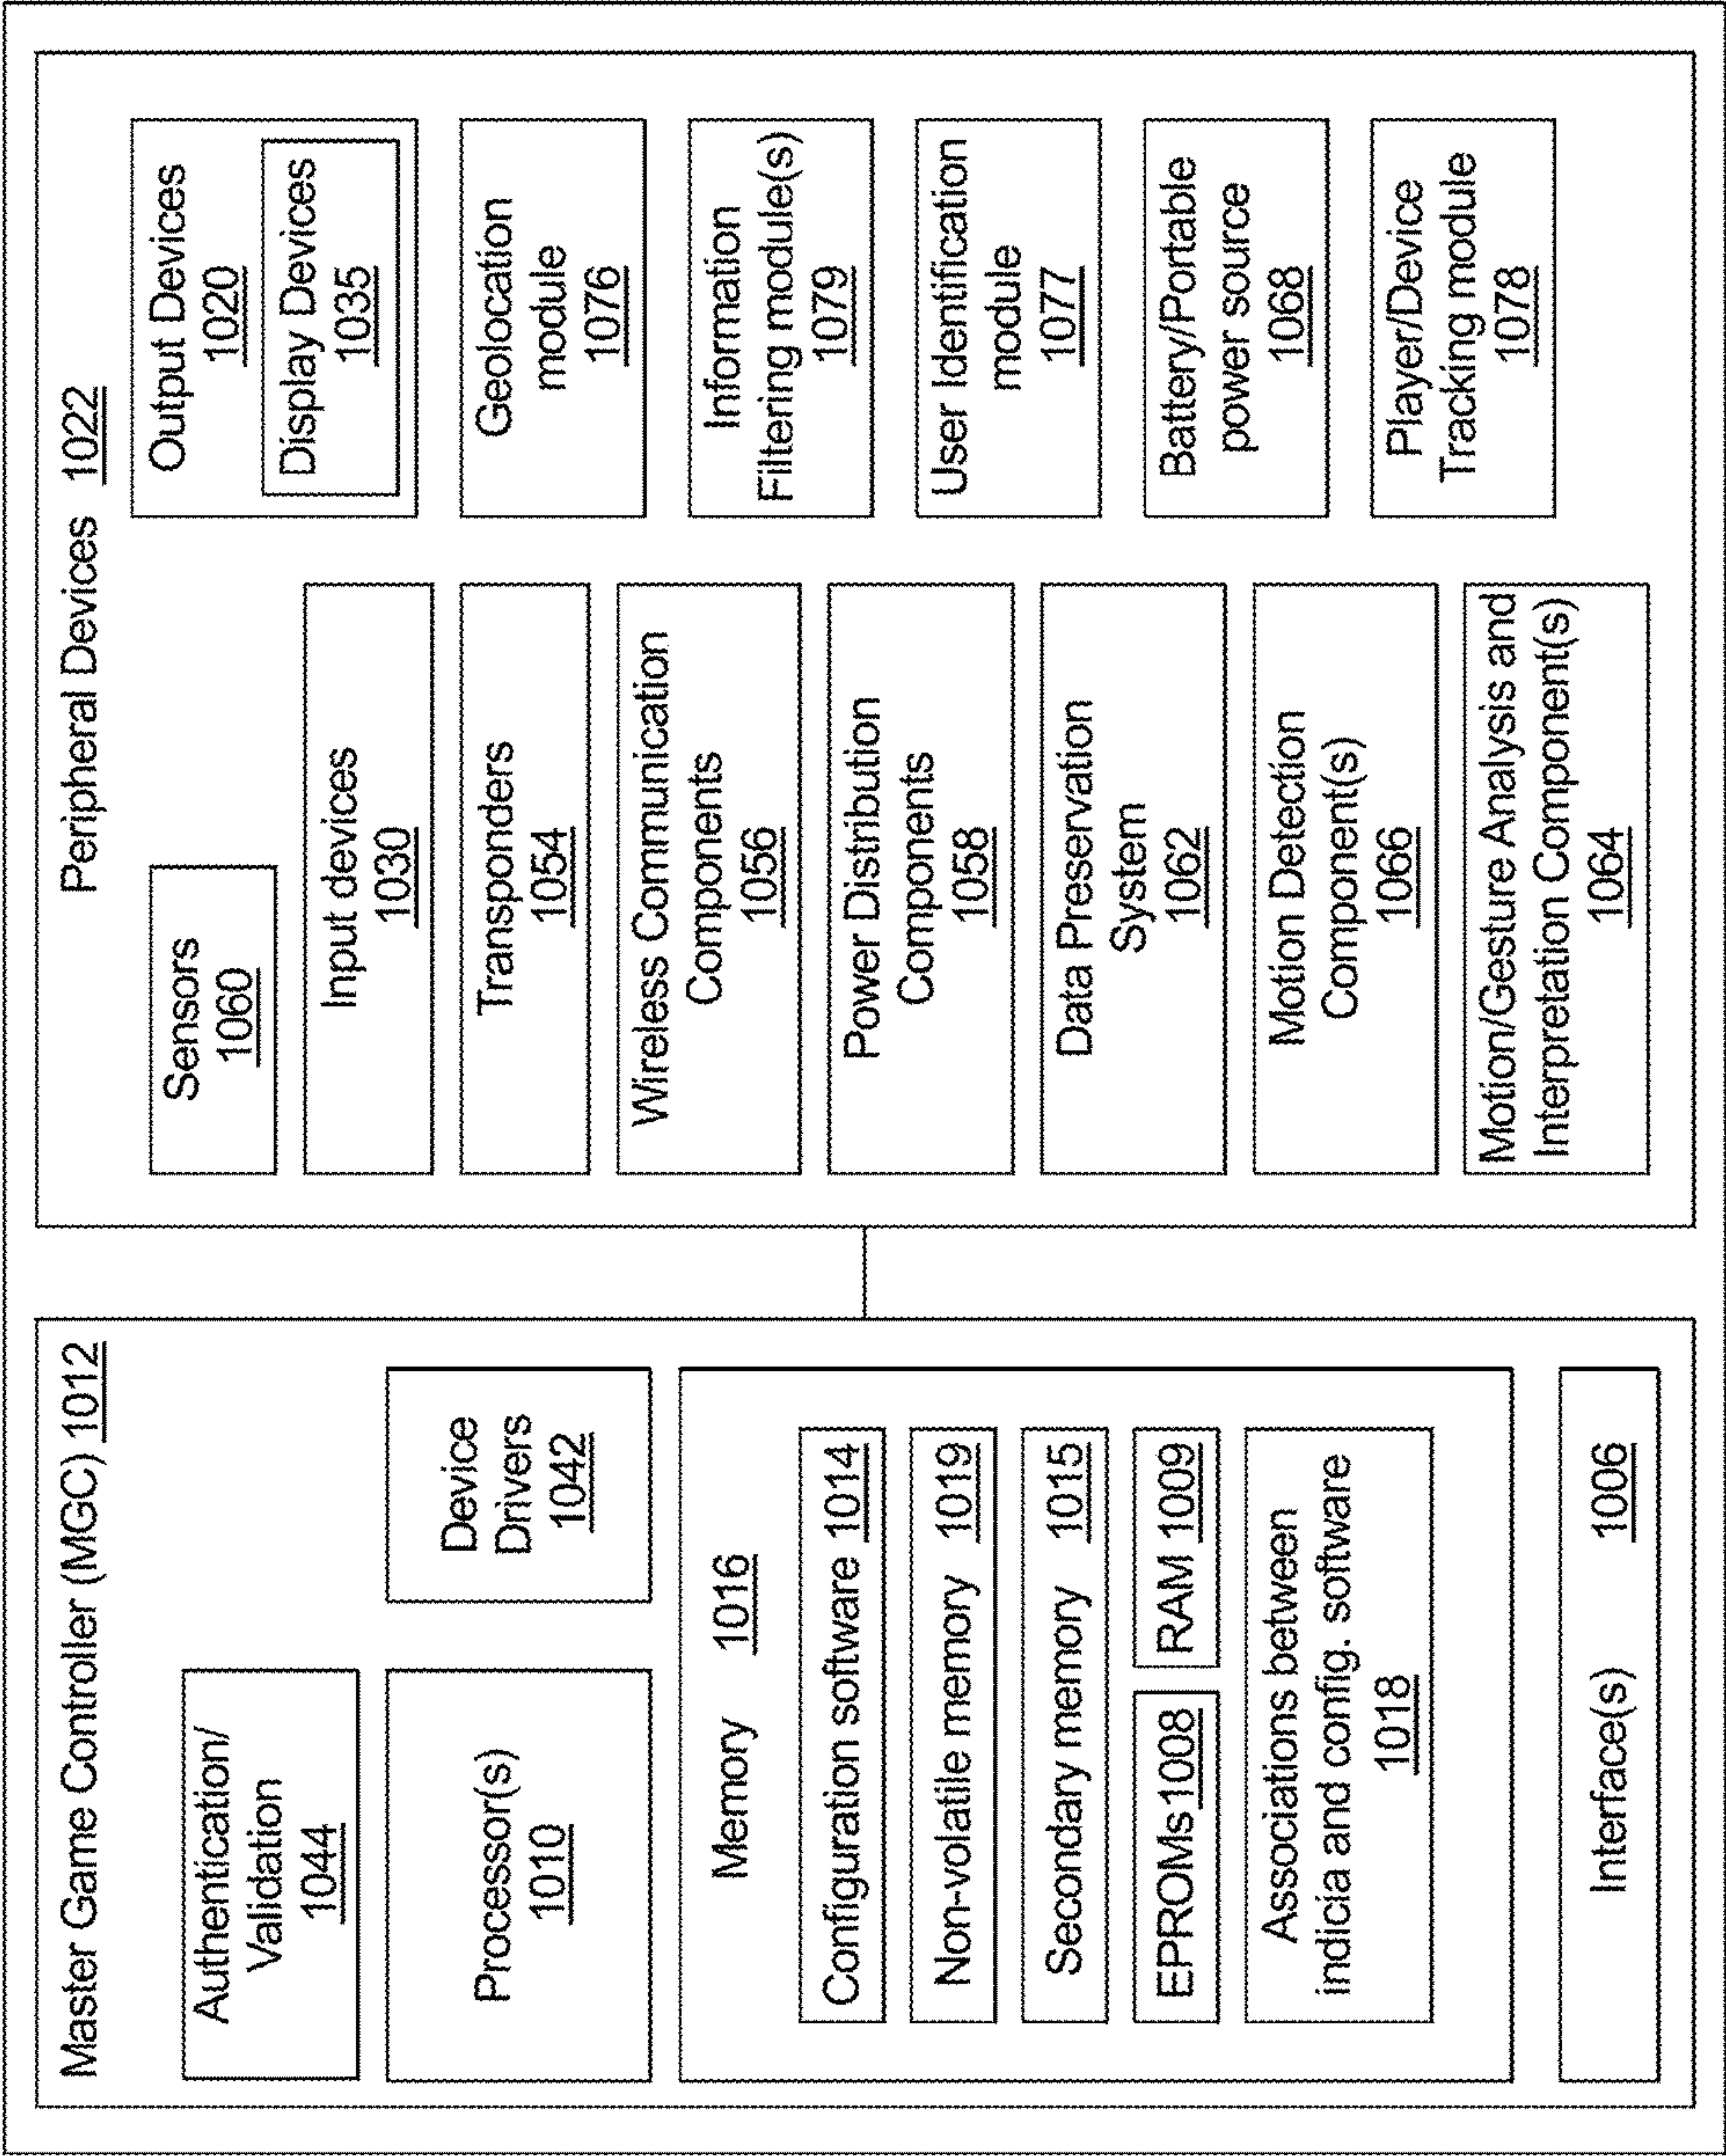 Master Game Controller (MGC) 1012
Authentication/
Validation
1044
Device
Drivers
1042
Processor(s)
1010
Memory 1016
Configuration software 1014
Non-volatile memory 1019
Secondary memory 1015
EPROMs1008
RAM 1009
Associations between
indicia and config. software
1018
Interface(s) 1006
Peripheral Devices 1022
Sensors
1060
Input devices
1030
Transponders
1054
Wireless Communication
Components
1056
Power Distribution
Components
1058
Data Preservation
System
1062
Motion Detection
Component(s)
1066
Motion/Gesture Analysis and
Interpretation Component(s)
1064
Output Devices
1020
Display Devices
1035
Geolocation
module
1076
Information
Filtering module(s)
1079
User Identification
module
1077
Battery/Portable
power source
1068
Player/Device
Tracking module
1078